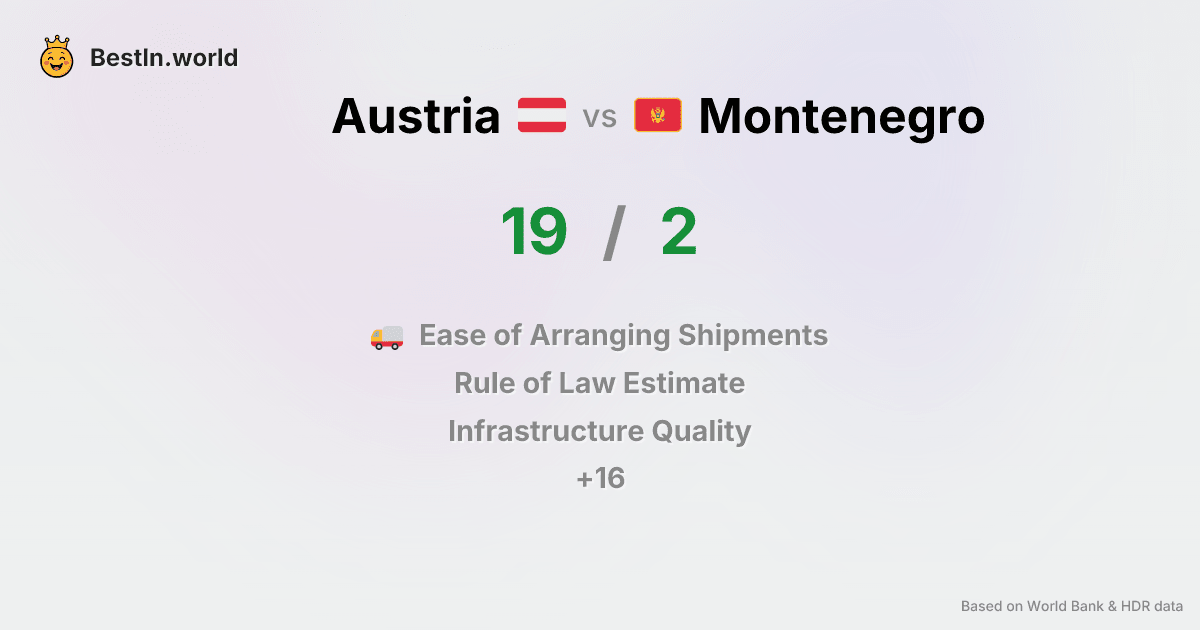 BestIn.world
Austria vs Montenegro
19 / 2
Ease of Arranging Shipments
Rule of Law Estimate
Infrastructure Quality
+16
Based on World Bank & HDR data